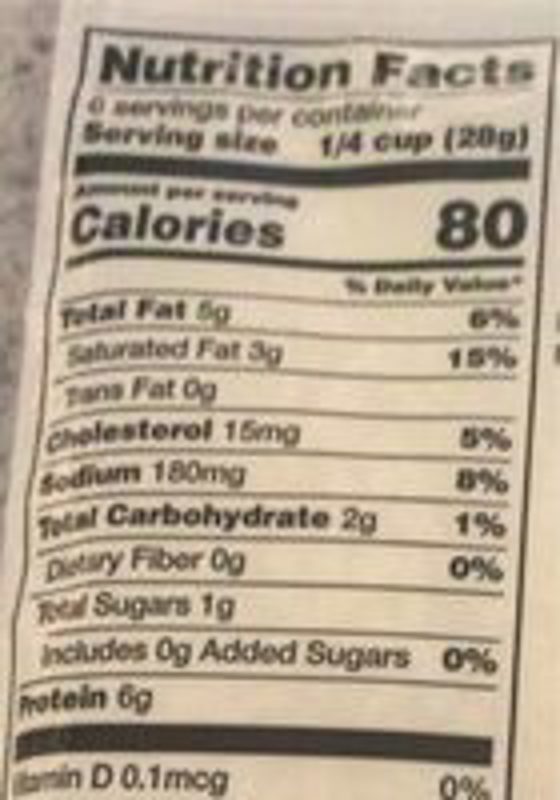 Nutrition Facts
servings per container
Serving size 1/4 cup (28g)
Amount per serving
Calories 80
% Daily Value*
Total Fat 5g 6%
Saturated Fat 3g 15%
Trans Fat 0g
Cholesterol 15mg 5%
Sodium 180mg 8%
Total Carbohydrate 2g 1%
Dietary Fiber 0g 0%
Total Sugars 1g
Includes 0g Added Sugars 0%
Protein 6g
Vitamin D 0.1mcg 0%